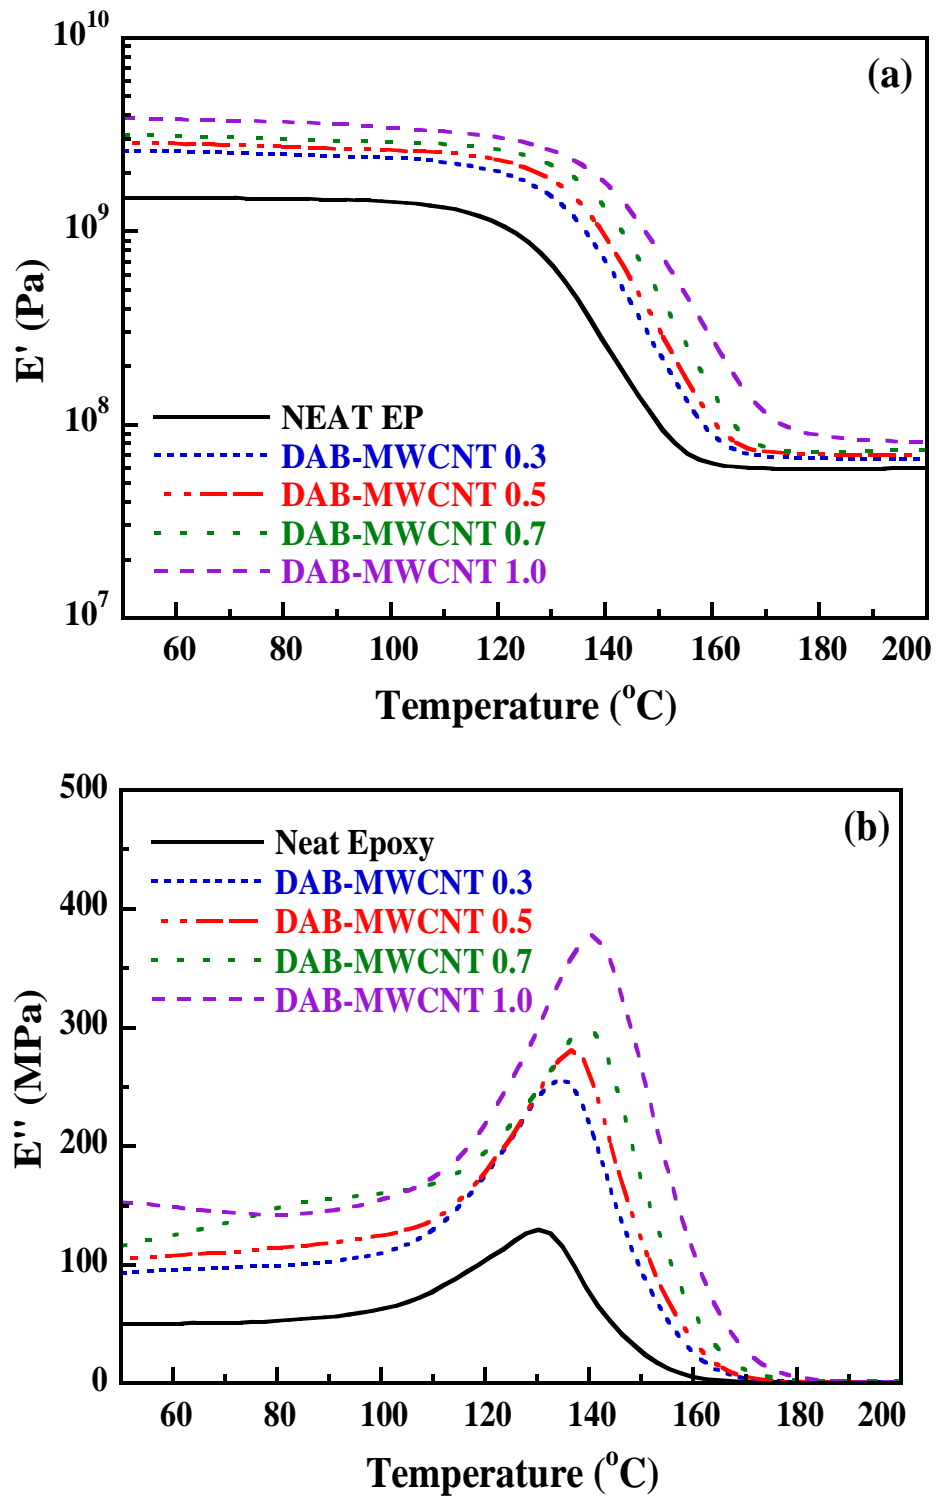 10^10
(a)
10^9
E' (Pa)
10^8
NEAT EP
DAB-MWCNT 0.3
DAB-MWCNT 0.5
DAB-MWCNT 0.7
DAB-MWCNT 1.0
10^7
60 80 100 120 140 160 180 200
Temperature (°C)
500
(b)
Neat Epoxy
DAB-MWCNT 0.3
400
DAB-MWCNT 0.5
DAB-MWCNT 0.7
DAB-MWCNT 1.0
300
E'' (MPa)
200
100
0
60 80 100 120 140 160 180 200
Temperature (°C)